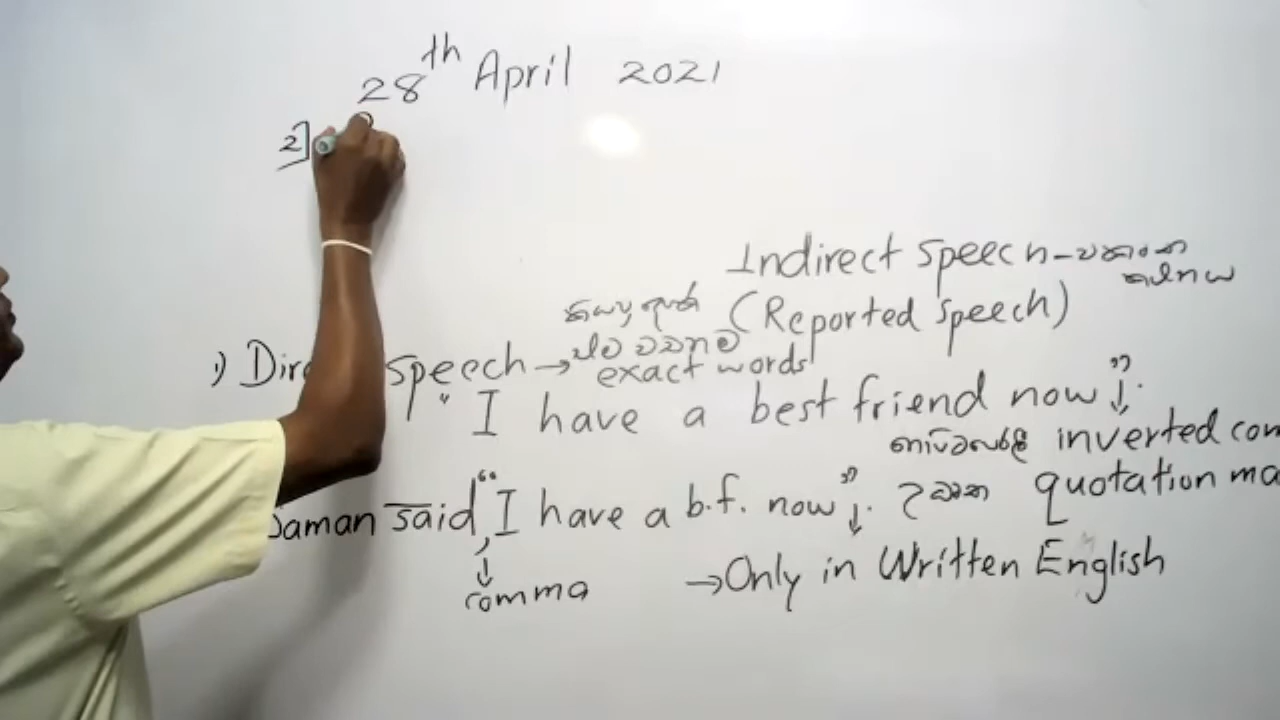 28th April 2021
2]
Indirect speech - වක්‍ර
(Reported speech)
1) Dir speech →
exact words
" I have a best friend now".
inverted com
Saman said, "I have a b.f. now". quotation ma
comma
→ Only in Written English